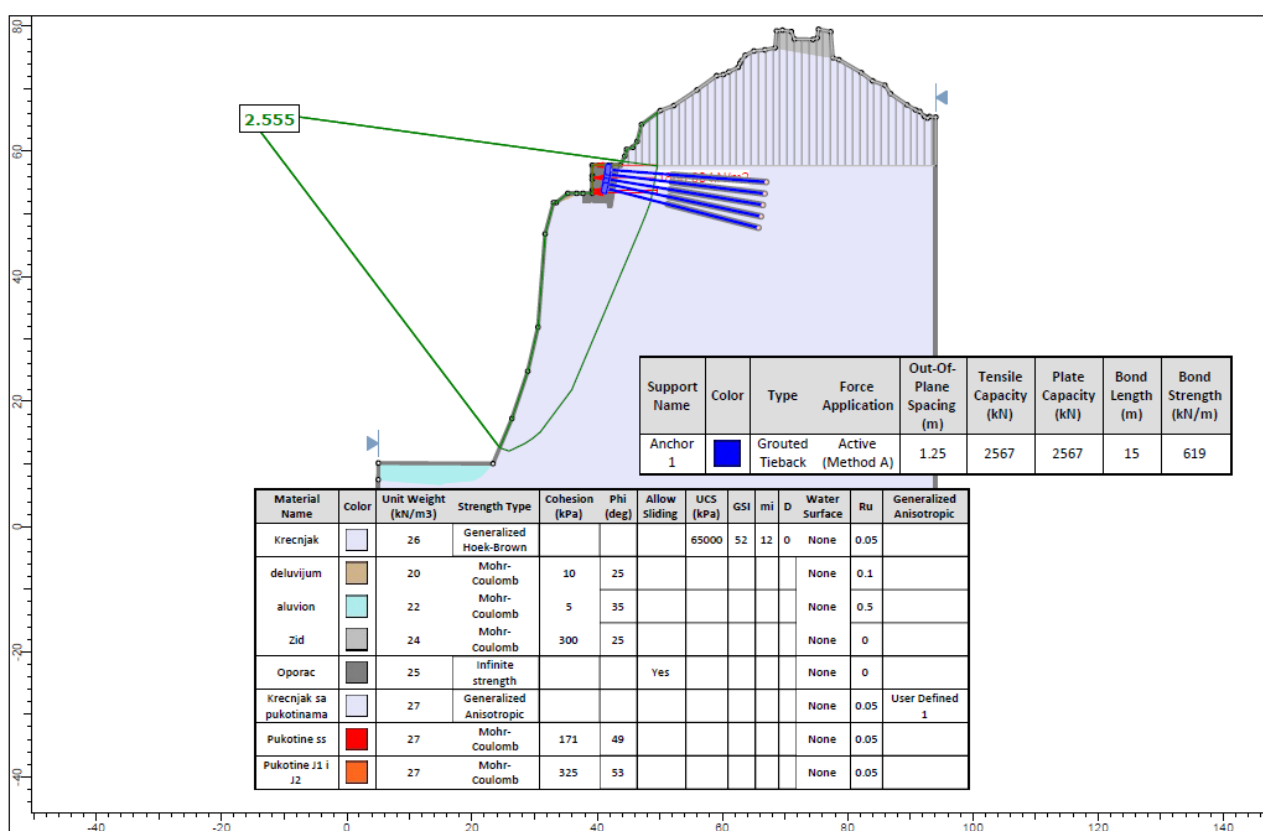 80
60
40
20
0
-20
-40
2.555
Support Name Color Type Force Application Out-Of-Plane Spacing (m) Tensile Capacity (kN) Plate Capacity (kN) Bond Length (m) Bond Strength (kN/m)
Anchor 1 Grouted Tieback Active (Method A) 1.25 2567 2567 15 619
Material Name Color Unit Weight (kN/m3) Strength Type Cohesion (kPa) Phi (deg) Allow Sliding UCS (kPa) GSI mi D Water Surface Ru Generalized Anisotropic
Krecnjak 26 Generalized Hoek-Brown 65000 52 12 0 None 0.05
deluvijum 20 Mohr-Coulomb 10 25 None 0.1
aluvion 22 Mohr-Coulomb 5 35 None 0.5
Zid 24 Mohr-Coulomb 300 25 None 0
Oporac 25 Infinite strength Yes None 0
Krecnjak sa pukotinama 27 Generalized Anisotropic None 0.05 User Defined 1
Pukotine ss 27 Mohr-Coulomb 171 49 None 0.05
Pukotine J1 i J2 27 Mohr-Coulomb 325 53 None 0.05
-40 -20 0 20 40 60 80 100 120 140